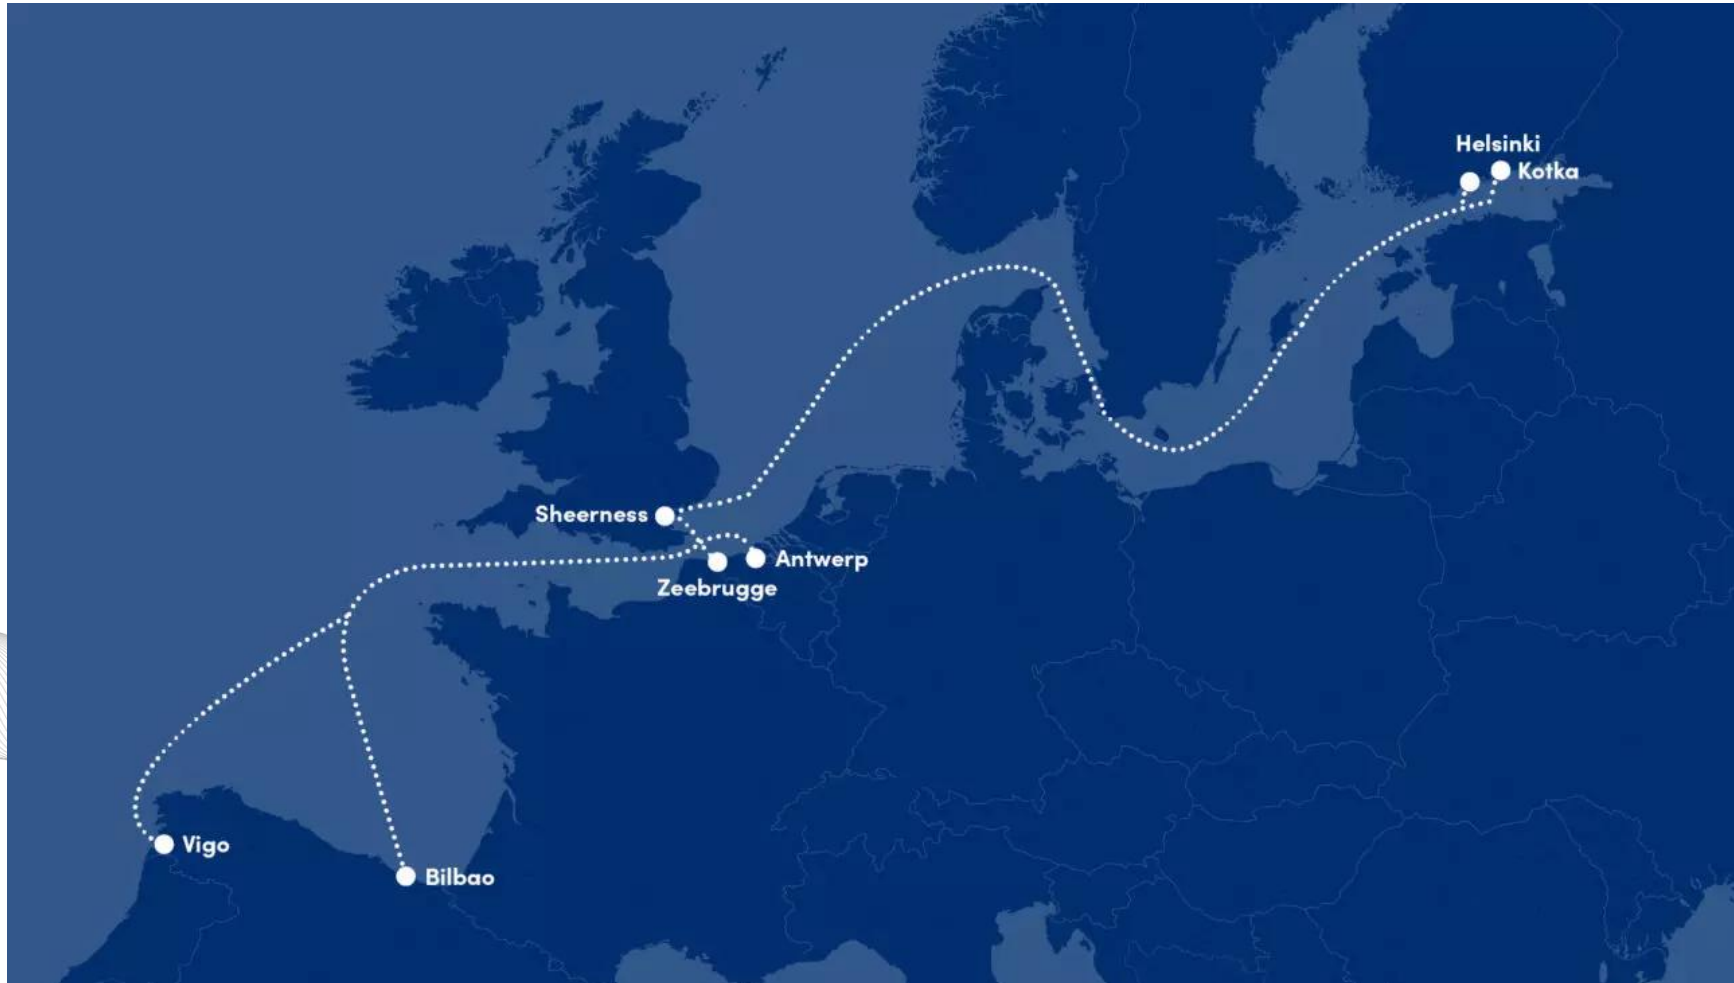 Helsinki
Kotka
Sheerness
Antwerp
Zeebrugge
Vigo
Bilbao